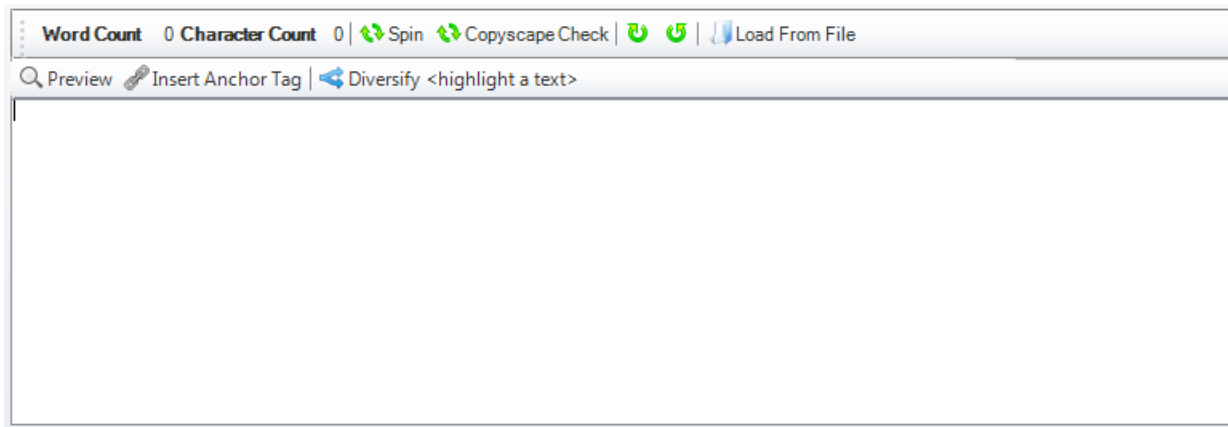 Word Count 0 Character Count 0 Spin Copyscape Check Load From File
Preview Insert Anchor Tag Diversify <highlight a text>